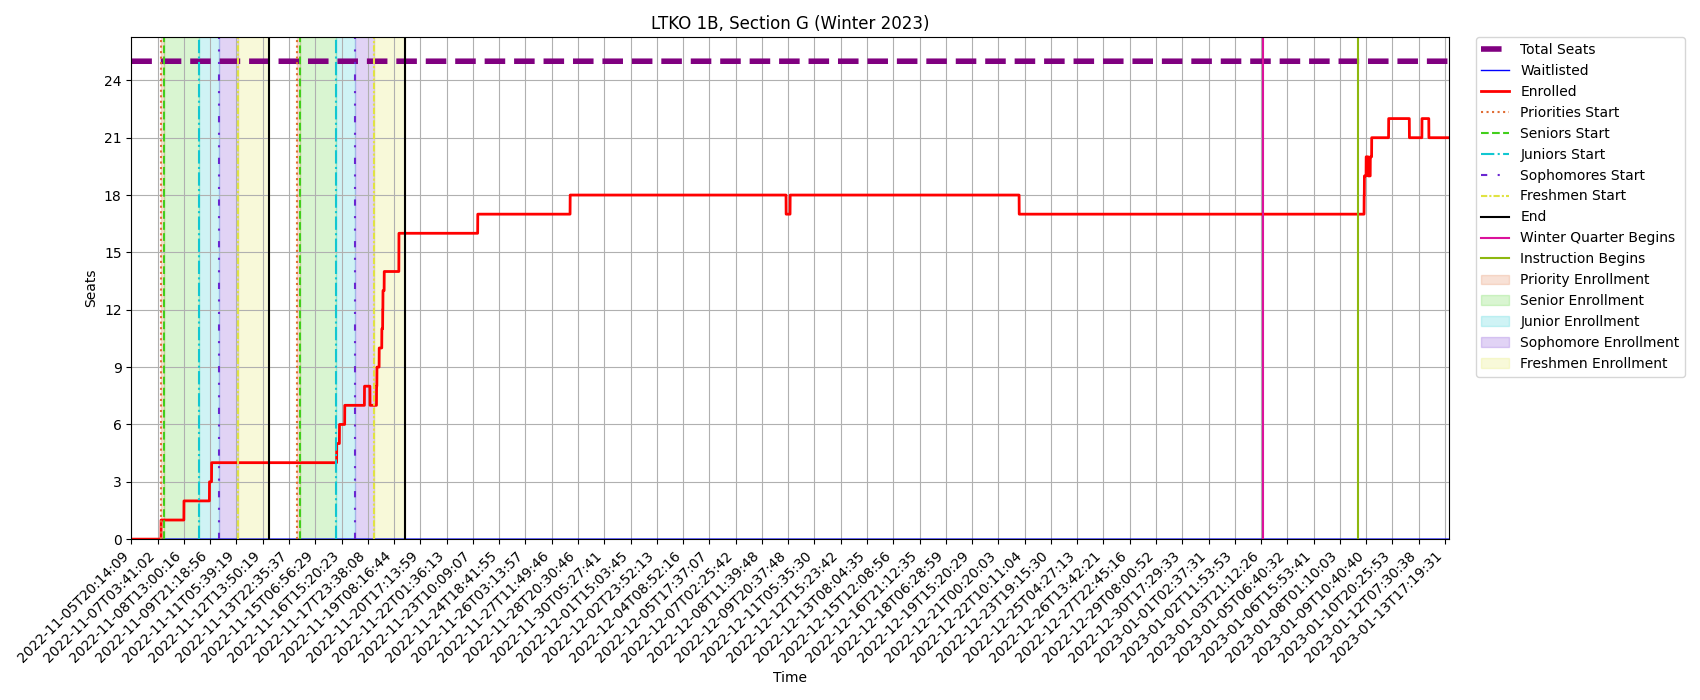 LTKO 1B, Section G (Winter 2023)
Total Seats
Waitlisted
Enrolled
Priorities Start
Seniors Start
Juniors Start
Sophomores Start
Freshmen Start
End
Winter Quarter Begins
Instruction Begins
Priority Enrollment
Senior Enrollment
Junior Enrollment
Sophomore Enrollment
Freshmen Enrollment
Seats
24
21
18
15
12
9
6
3
0
2022-11-05T20:14:09
2022-11-07T03:41:02
2022-11-08T13:00:16
2022-11-09T21:18:56
2022-11-11T05:39:19
2022-11-12T13:50:19
2022-11-13T22:35:37
2022-11-15T06:56:29
2022-11-16T15:20:23
2022-11-17T23:38:08
2022-11-19T08:16:44
2022-11-20T17:13:59
2022-11-22T01:36:13
2022-11-23T10:09:07
2022-11-24T18:41:55
2022-11-26T03:13:57
2022-11-27T11:49:46
2022-11-28T20:30:46
2022-11-30T05:27:41
2022-12-01T15:03:45
2022-12-02T23:52:13
2022-12-04T08:52:16
2022-12-05T17:37:07
2022-12-07T02:25:42
2022-12-08T11:39:48
2022-12-09T20:37:48
2022-12-11T05:35:30
2022-12-12T15:23:42
2022-12-13T18:04:35
2022-12-15T12:08:56
2022-12-16T21:12:35
2022-12-18T06:28:59
2022-12-19T15:20:29
2022-12-21T00:20:03
2022-12-22T10:11:04
2022-12-23T19:15:30
2022-12-25T04:27:13
2022-12-26T13:42:21
2022-12-27T22:45:16
2022-12-29T08:00:52
2022-12-30T17:29:33
2023-01-01T02:37:31
2023-01-02T11:53:53
2023-01-03T21:12:26
2023-01-05T06:40:32
2023-01-06T15:53:41
2023-01-08T01:10:03
2023-01-09T10:40:40
2023-01-10T20:25:53
2023-01-12T07:30:38
2023-01-13T17:19:31
Time